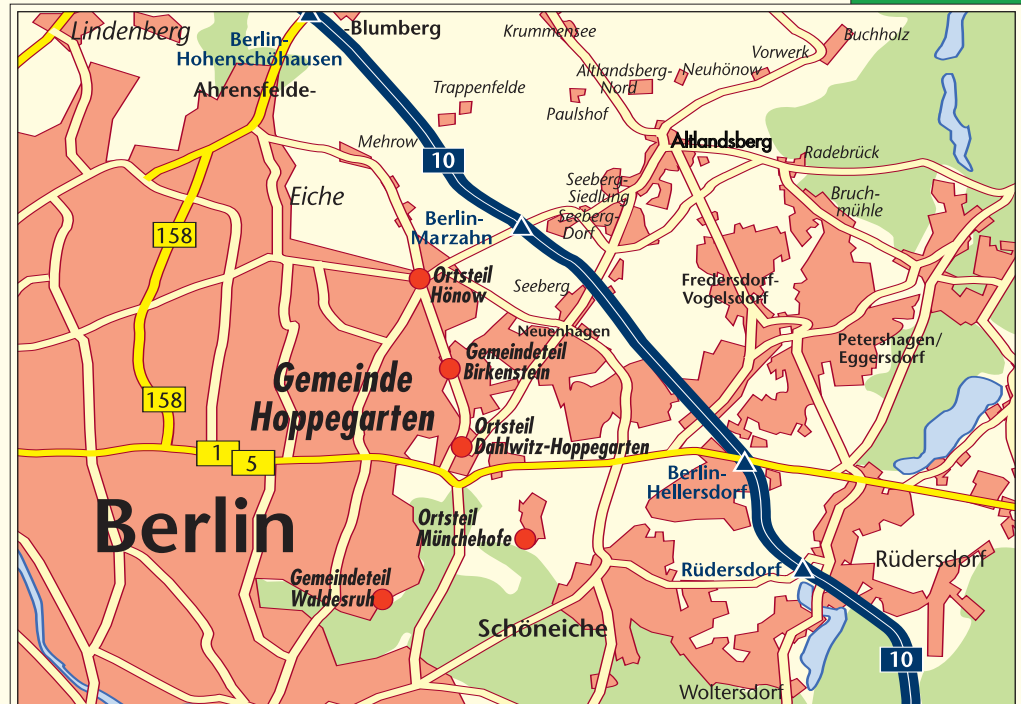 Lindenberg
-Blumberg
Krummensee
Buchholz
Berlin-
Hohenschöhausen
Vorwerk
Neuhönow
Altlandsberg-
Nord
Ahrensfelde-
Trappenfelde
Paulshof
Mehrow
Altlandsberg
Radebrück
10
Eiche
Seeberg-
Siedlung
Bruch-
mühle
Berlin-
Marzahn
Seeberg-
Dorf
158
Ortsteil
Hönow
Seeberg
Fredersdorf-
Vogelsdorf
Neuenhagen
Petershagen/
Eggersdorf
Gemeindeteil
Birkenstein
Gemeinde
Hoppegarten
158
Ortsteil
Dahlwitz-Hoppegarten
1
5
Berlin-
Hellersdorf
Berlin
Ortsteil
Münchehofe
Rüdersdorf
Rüdersdorf
Gemeindeteil
Waldesruh
Schöneiche
10
Woltersdorf